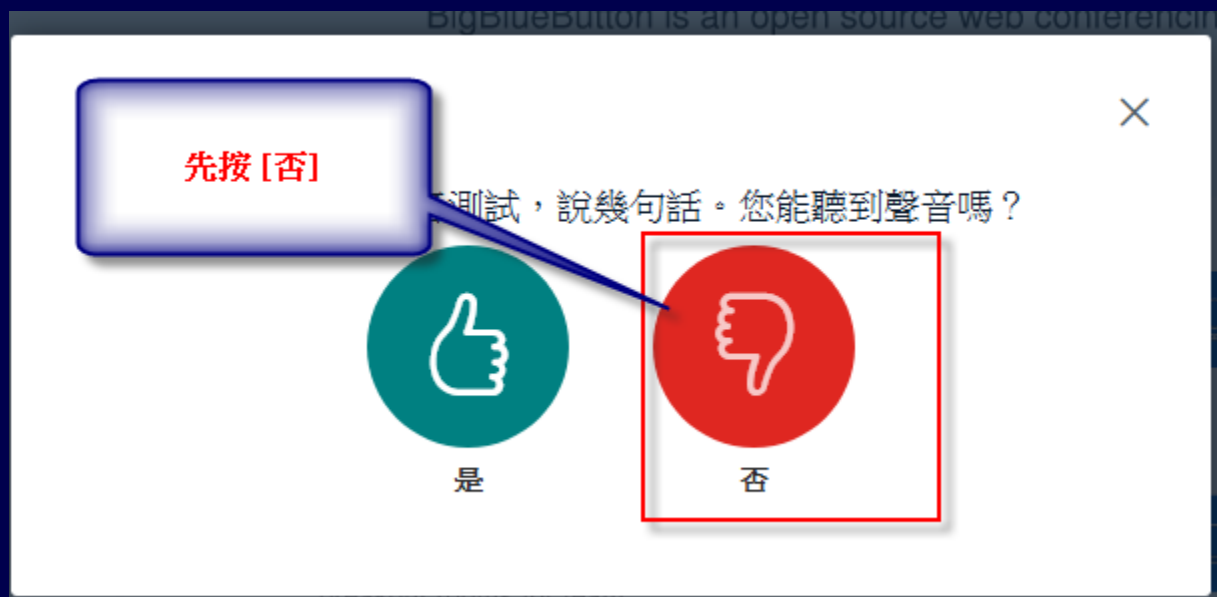 BigBlueButton is an open source web conferencing
先按 [否]
測試，說幾句話。您能聽到聲音嗎？
是
否